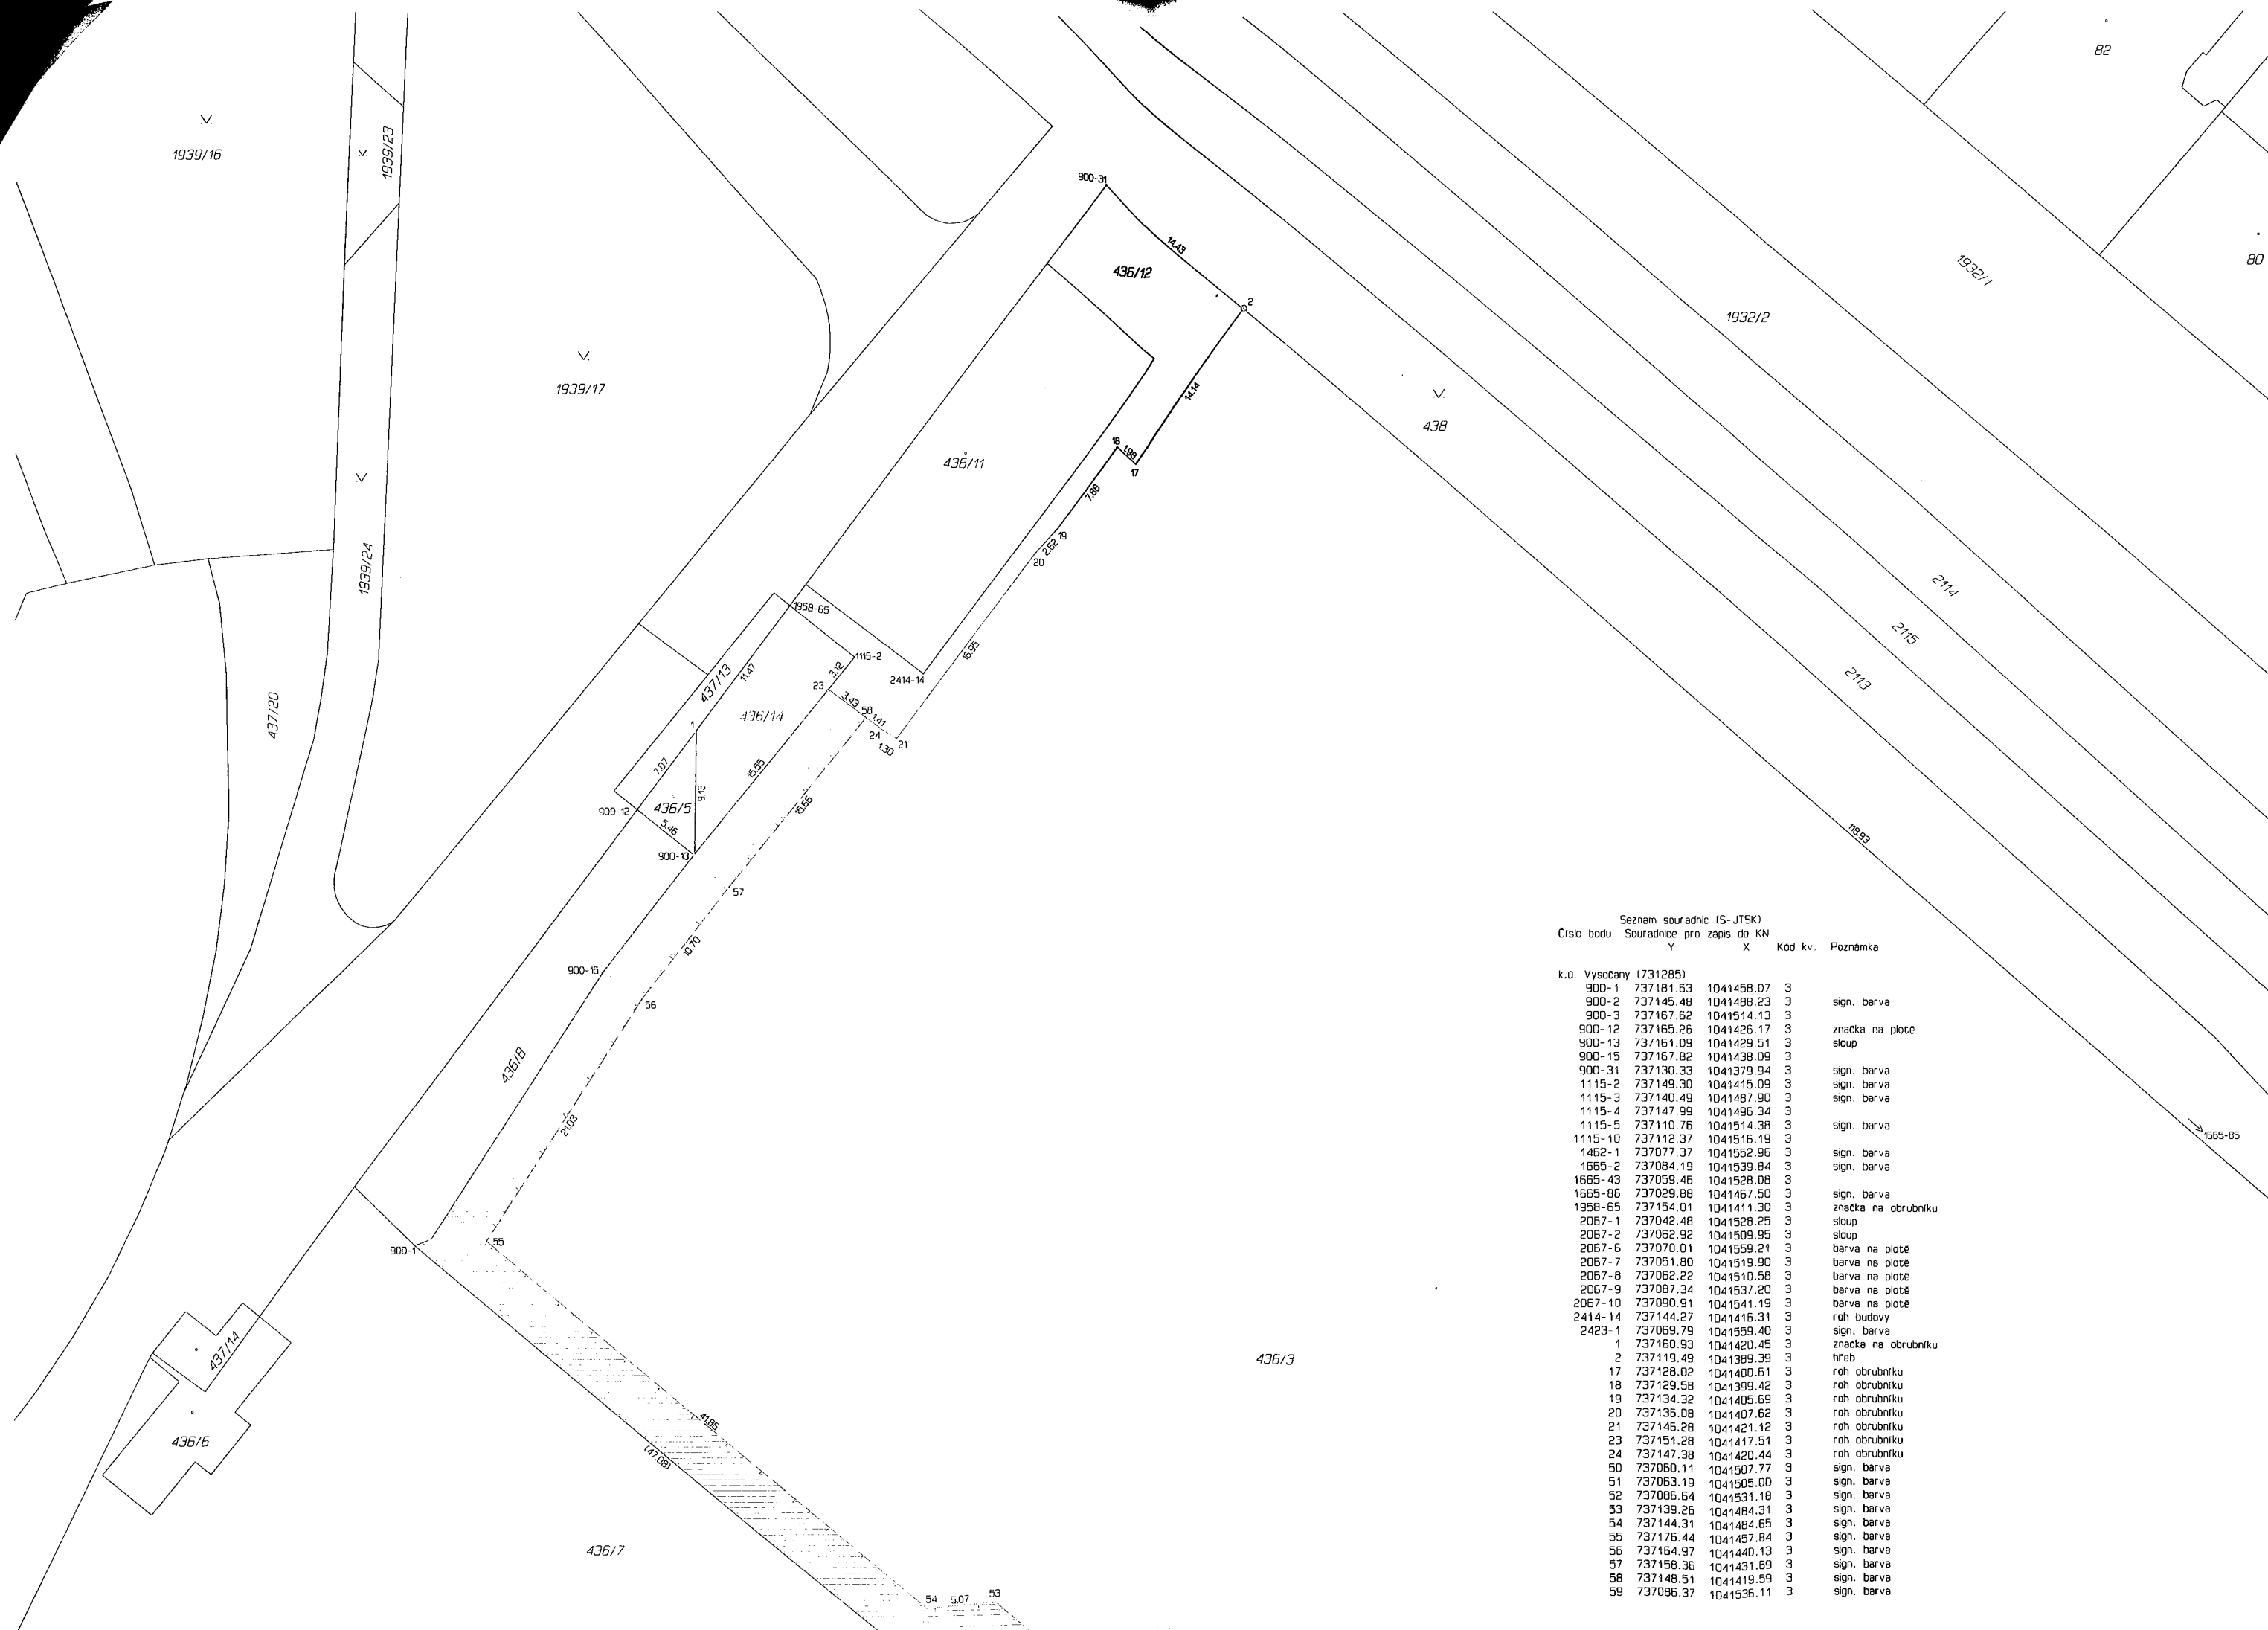 82
1939/16
1939/23
900-31
14.43
436/12
2
80
1932/1
1932/2
1939/17
14.14
438
18
1.98
17
436/11
7.88
19
2.62
20
1939/24
2114
1958-65
2115
1115-2
16.95
3.12
2414-14
437/13
11.47
23
2113
3.43
58
1.41
436/14
437/20
1
24
21
1.30
7.07
15.55
9.13
15.66
436/5
900-12
5.46
118.93
900-13
57
10.70
900-15
56
436/8
21.03
1665-86
55
900-1
437/14
436/3
41.86
436/6
(47.08)
436/7
54
5.07
53
Seznam souřadnic (S-JTSK)
Číslo bodu Souřadnice pro zápis do KN
Y X Kód kv. Poznámka
k.ú. Vysočany (731285)
900-1 737181.63 1041458.07 3
900-2 737145.48 1041488.23 3 sign. barva
900-3 737167.62 1041514.13 3
900-12 737165.26 1041426.17 3 značka na plotě
900-13 737161.09 1041429.51 3 sloup
900-15 737167.82 1041438.09 3
900-31 737130.33 1041379.94 3 sign. barva
1115-2 737149.30 1041415.09 3 sign. barva
1115-3 737140.49 1041487.90 3 sign. barva
1115-4 737147.99 1041496.34 3
1115-5 737110.76 1041514.38 3 sign. barva
1115-10 737112.37 1041516.19 3
1462-1 737077.37 1041552.96 3 sign. barva
1665-2 737084.19 1041539.84 3 sign. barva
1665-43 737059.46 1041528.08 3
1665-86 737029.88 1041467.50 3 sign. barva
1958-65 737154.01 1041411.30 3 značka na obrubníku
2067-1 737042.48 1041528.25 3 sloup
2067-2 737062.92 1041509.95 3 sloup
2067-6 737070.01 1041559.21 3 barva na plotě
2067-7 737051.80 1041519.90 3 barva na plotě
2067-8 737062.22 1041510.58 3 barva na plotě
2067-9 737087.34 1041537.20 3 barva na plotě
2067-10 737090.91 1041541.19 3 barva na plotě
2414-14 737144.27 1041416.31 3 roh budovy
2423-1 737069.79 1041559.40 3 sign. barva
1 737160.93 1041420.45 3 značka na obrubníku
2 737119.49 1041389.39 3 hřeb
17 737128.02 1041400.61 3 roh obrubníku
18 737129.58 1041399.42 3 roh obrubníku
19 737134.32 1041405.69 3 roh obrubníku
20 737136.08 1041407.62 3 roh obrubníku
21 737146.28 1041421.12 3 roh obrubníku
23 737151.28 1041417.51 3 roh obrubníku
24 737147.38 1041420.44 3 roh obrubníku
50 737060.11 1041507.77 3 sign. barva
51 737063.19 1041505.00 3 sign. barva
52 737086.64 1041531.18 3 sign. barva
53 737139.26 1041484.31 3 sign. barva
54 737144.31 1041484.65 3 sign. barva
55 737176.44 1041457.84 3 sign. barva
56 737164.97 1041440.13 3 sign. barva
57 737158.36 1041431.69 3 sign. barva
58 737148.51 1041419.59 3 sign. barva
59 737086.37 1041536.11 3 sign. barva